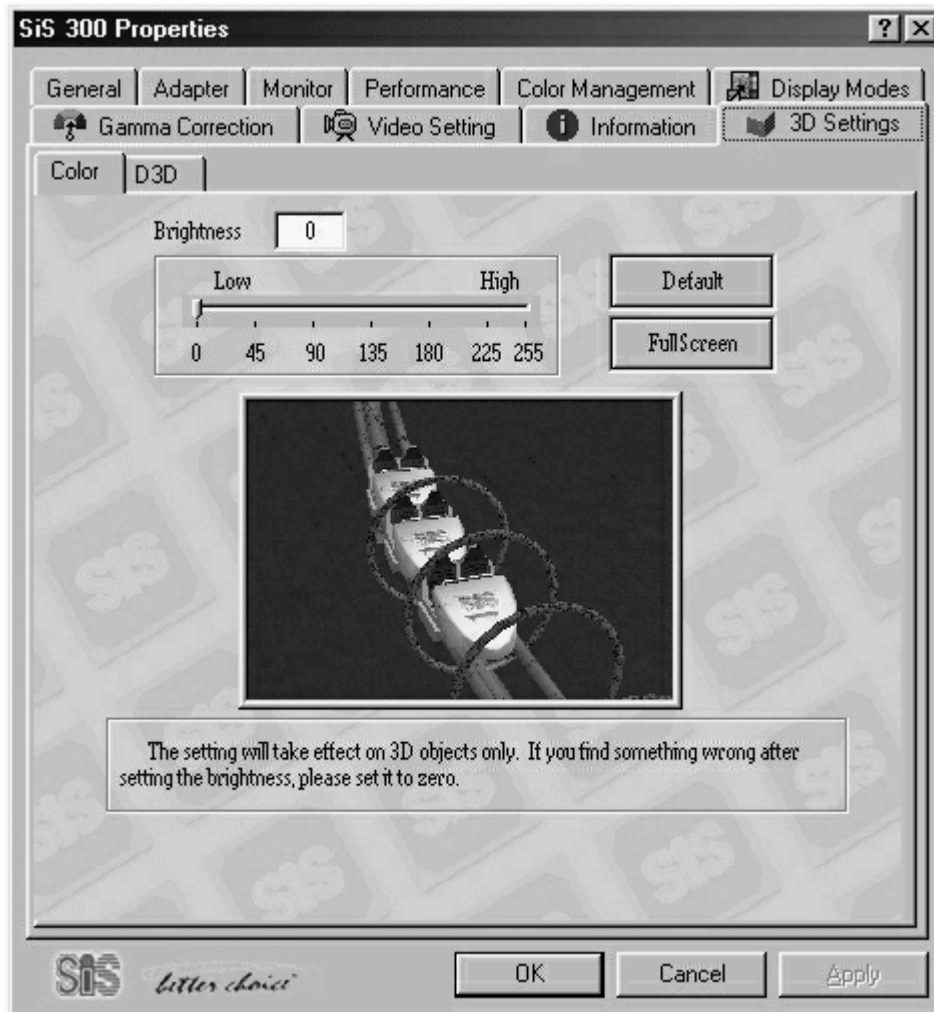 SiS 300 Properties
General Adapter Monitor Performance Color Management Display Modes
Gamma Correction Video Setting Information 3D Settings
Color D3D
Brightness 0
Low High
0 45 90 135 180 225 255
Default
FullScreen
SiS
The setting will take effect on 3D objects only. If you find something wrong after
setting the brightness, please set it to zero.
SiS better choice
OK Cancel Apply